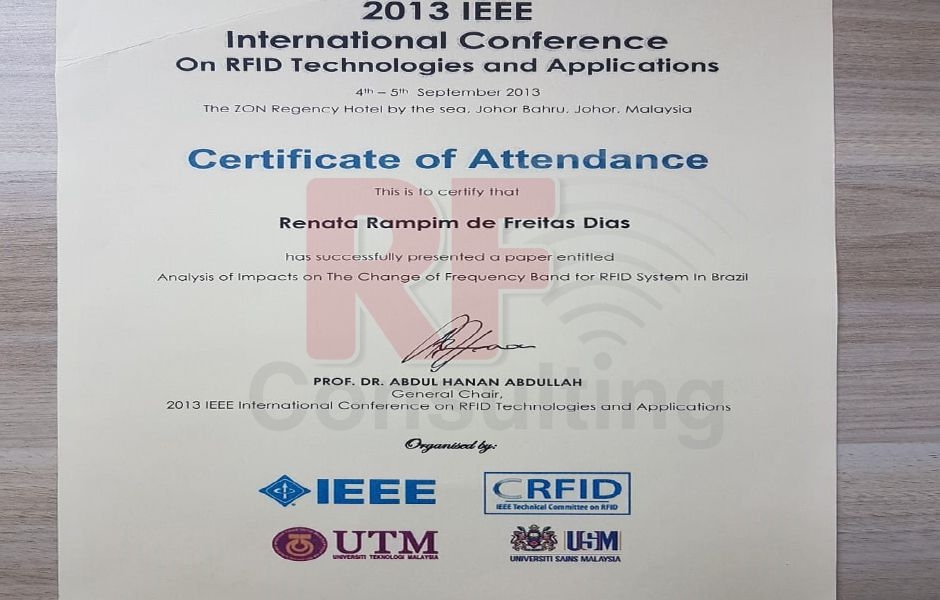 2013 IEEE
International Conference
On RFID Technologies and Applications
4th – 5th September 2013
The ZON Regency Hotel by the sea, Johor Bahru, Johor, Malaysia
Certificate of Attendance
This is to certify that
Renata Rampim de Freitas Dias
has successfully presented a paper entitled
Analysis of Impacts on The Change of Frequency Band for RFID System In Brazil
RF
Consulting
PROF. DR. ABDUL HANAN ABDULLAH
General Chair,
2013 IEEE International Conference on RFID Technologies and Applications
Organised by:
IEEE
CRFID
IEEE Technical Committee on RFID
UTM
UNIVERSITI TEKNOLOGI MALAYSIA
USM
UNIVERSITI SAINS MALAYSIA